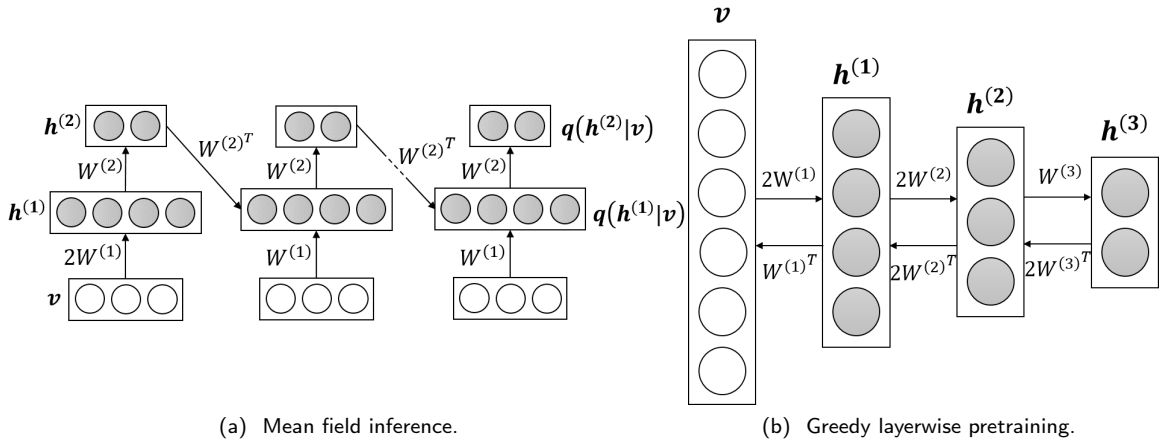 h(2)
W(2)
h(1)
2W(1)
v
W(2)T
W(2)
W(1)
W(2)T
W(2)
W(1)
q(h(2)|v)
q(h(1)|v)
(a) Mean field inference.
v
h(1)
h(2)
h(3)
2W(1)
W(1)T
2W(2)
2W(2)T
W(3)
2W(3)T
(b) Greedy layerwise pretraining.